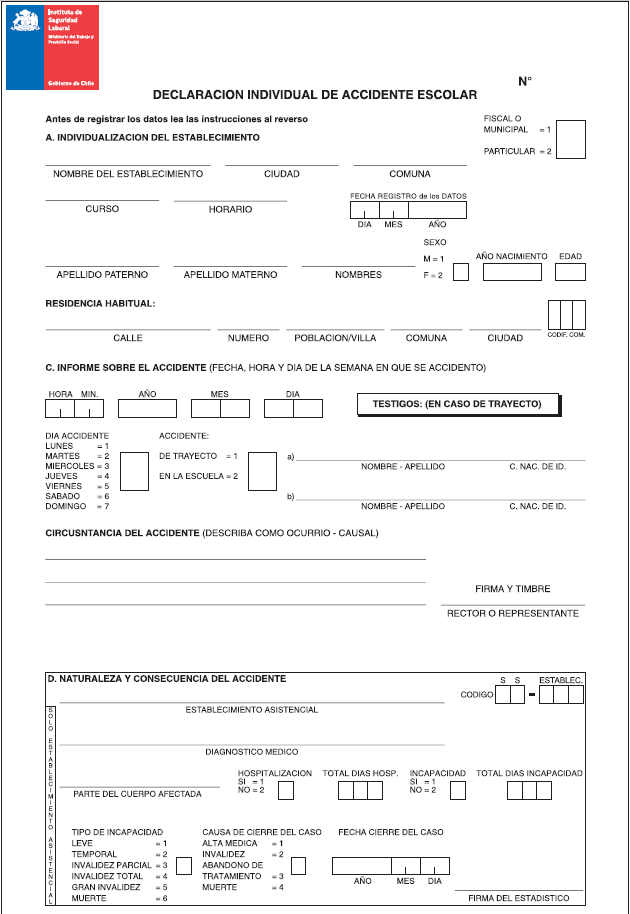 Instituto de
Seguridad
Laboral
Ministerio del Trabajo y
Previsión Social
Gobierno de Chile
N°
DECLARACION INDIVIDUAL DE ACCIDENTE ESCOLAR
Antes de registrar los datos lea las instrucciones al reverso
FISCAL O
MUNICIPAL = 1
PARTICULAR = 2
A. INDIVIDUALIZACION DEL ESTABLECIMIENTO
NOMBRE DEL ESTABLECIMIENTO CIUDAD COMUNA
FECHA REGISTRO de los DATOS
CURSO HORARIO
DIA MES AÑO
SEXO
M = 1
F = 2
AÑO NACIMIENTO EDAD
APELLIDO PATERNO APELLIDO MATERNO NOMBRES
RESIDENCIA HABITUAL:
CALLE NUMERO POBLACION/VILLA COMUNA CIUDAD
CODIF. COM.
C. INFORME SOBRE EL ACCIDENTE (FECHA, HORA Y DIA DE LA SEMANA EN QUE SE ACCIDENTO)
HORA MIN. AÑO MES DIA
TESTIGOS: (EN CASO DE TRAYECTO)
DIA ACCIDENTE
LUNES = 1
MARTES = 2
MIERCOLES = 3
JUEVES = 4
VIERNES = 5
SABADO = 6
DOMINGO = 7
ACCIDENTE:
DE TRAYECTO = 1
EN LA ESCUELA = 2
a)
NOMBRE - APELLIDO C. NAC. DE ID.
b)
NOMBRE - APELLIDO C. NAC. DE ID.
CIRCUSNTANCIA DEL ACCIDENTE (DESCRIBA COMO OCURRIO - CAUSAL)
FIRMA Y TIMBRE
RECTOR O REPRESENTANTE
D. NATURALEZA Y CONSECUENCIA DEL ACCIDENTE
S S ESTABLEC.
CODIGO
ESTABLECIMIENTO ASISTENCIAL
SOLO ESTABLECIMIENTO ASISTENCIAL
DIAGNOSTICO MEDICO
HOSPITALIZACION
SI = 1
NO = 2
TOTAL DIAS HOSP.
INCAPACIDAD
SI = 1
NO = 2
TOTAL DIAS INCAPACIDAD
PARTE DEL CUERPO AFECTADA
TIPO DE INCAPACIDAD
LEVE = 1
TEMPORAL = 2
INVALIDEZ PARCIAL = 3
INVALIDEZ TOTAL = 4
GRAN INVALIDEZ = 5
MUERTE = 6
CAUSA DE CIERRE DEL CASO
ALTA MEDICA = 1
INVALIDEZ = 2
ABANDONO DE
TRATAMIENTO = 3
MUERTE = 4
FECHA CIERRE DEL CASO
AÑO MES DIA
FIRMA DEL ESTADISTICO